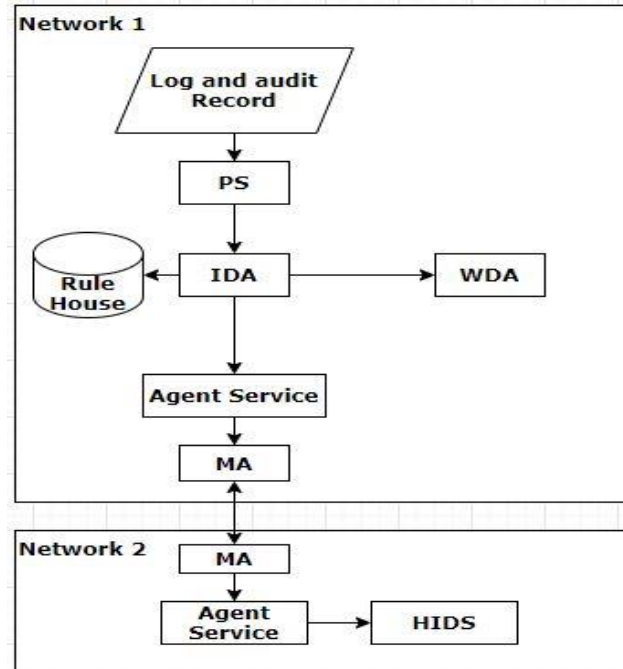 Network 1
Log and audit
Record
PS
Rule
House
IDA
WDA
Agent Service
MA
Network 2
MA
Agent
Service
HIDS